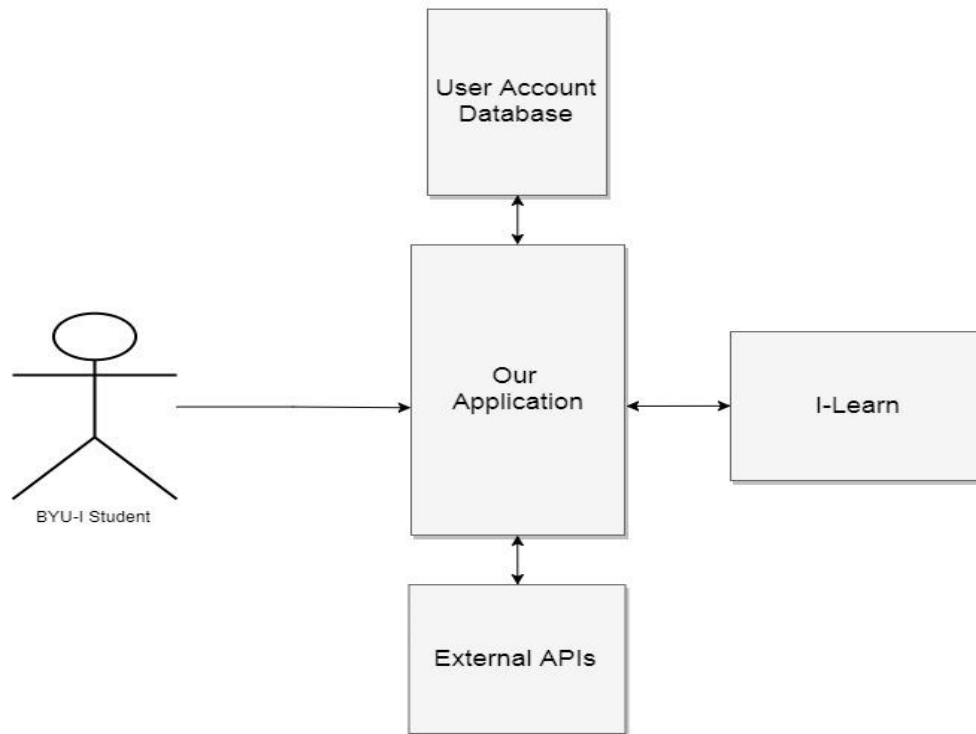 User Account
Database
Our
Application
I-Learn
BYU-I Student
External APIs